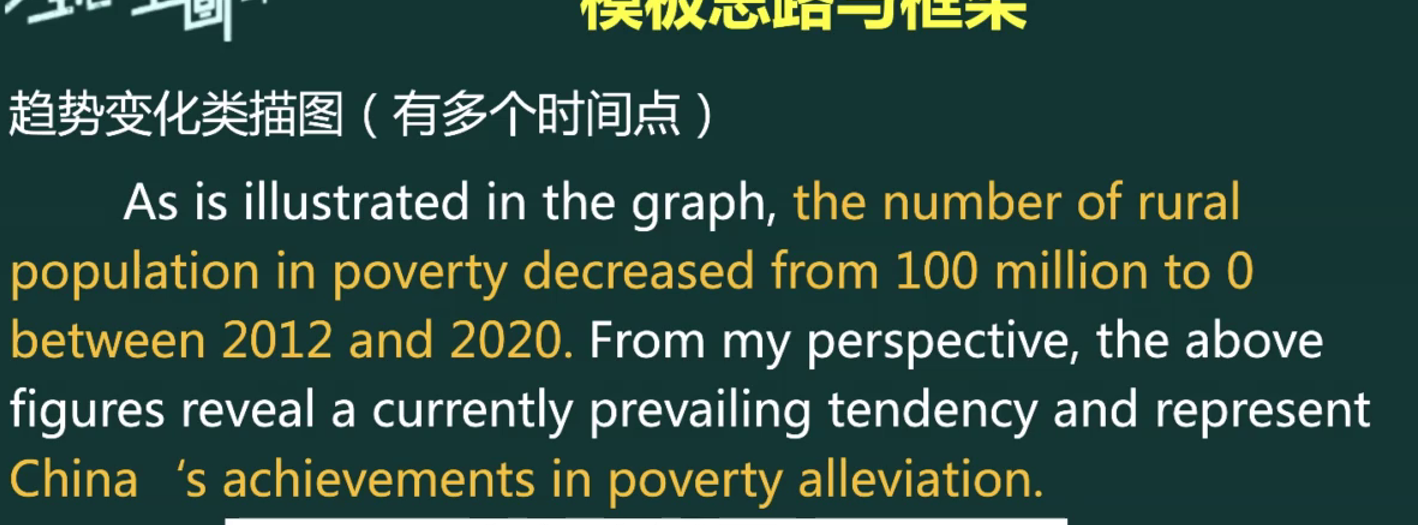 模板思路与框架
趋势变化类描图（有多个时间点）
As is illustrated in the graph, the number of rural
population in poverty decreased from 100 million to 0
between 2012 and 2020. From my perspective, the above
figures reveal a currently prevailing tendency and represent
China ‘s achievements in poverty alleviation.